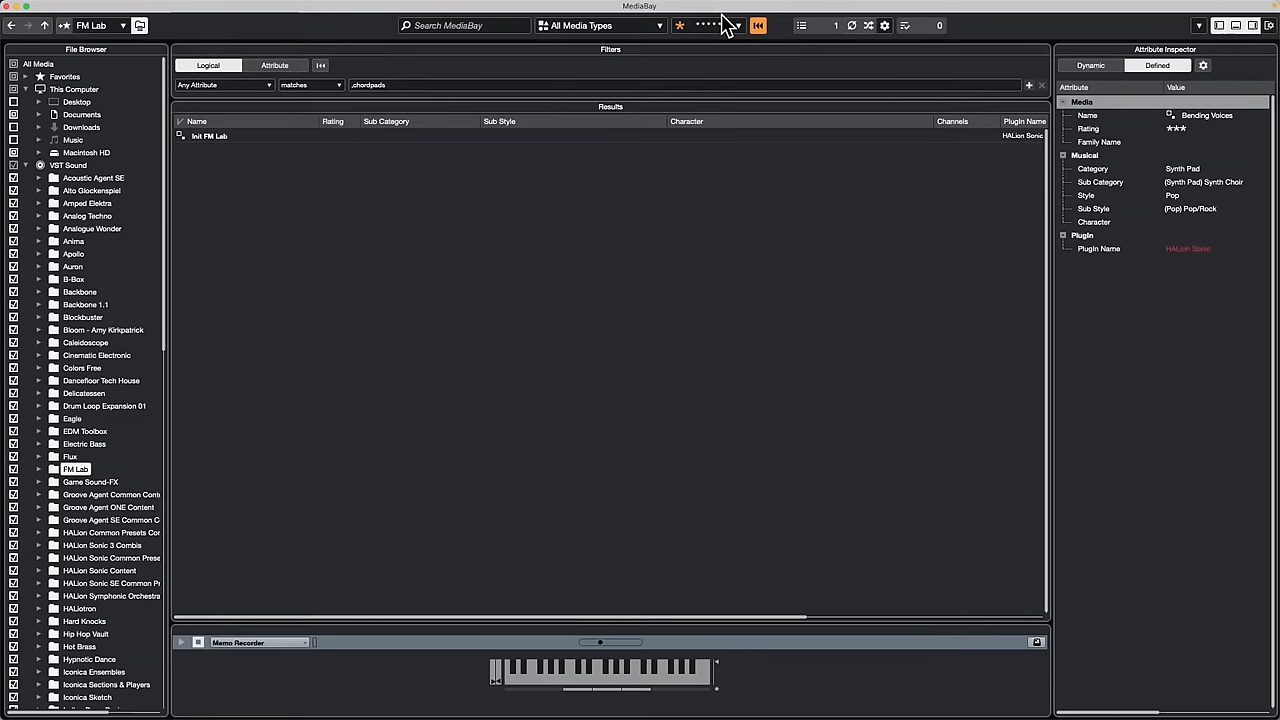 MediaBay
FM Lab
Search MediaBay
All Media Types
1
0
File Browser
Filters
Attribute Inspector
All Media
Favorites
This Computer
Desktop
Documents
Downloads
Music
Macintosh HD
VST Sound
Acoustic Agent SE
Alto Glockenspiel
Amped Elektra
Analog Techno
Analogue Wonder
Anima
Apollo
Auron
B-Box
Backbone
Backbone 1.1
Blockbuster
Bloom - Amy Kirkpatrick
Caleidoscope
Cinematic Electronic
Colors Free
Dancefloor Tech House
Delicatessen
Drum Loop Expansion 01
Eagle
EDM Toolbox
Electric Bass
Flux
FM Lab
Game Sound-FX
Groove Agent Common Cont
Groove Agent ONE Content
Groove Agent SE Common C
HALion Common Presets Co
HALion Sonic 3 Combis
HALion Sonic Common Prese
HALion Sonic Content
HALion Sonic SE Common Pr
HALion Symphonic Orchestra
HALiotron
Hard Knocks
Hip Hop Vault
Hot Brass
Hypnotic Dance
Iconica Ensembles
Iconica Sections & Players
Iconica Sketch
Logical
Attribute
Any Attribute
matches
,chordpads
Results
Name
Rating
Sub Category
Sub Style
Character
Channels
PlugIn Name
Init FM Lab
HALion Sonic
Memo Recorder
Dynamic
Defined
Attribute
Value
Media
Name
Bending Voices
Rating
★★★
Family Name
Musical
Category
Synth Pad
Sub Category
(Synth Pad) Synth Choir
Style
Pop
Sub Style
(Pop) Pop/Rock
Character
PlugIn
PlugIn Name
HALion Sonic